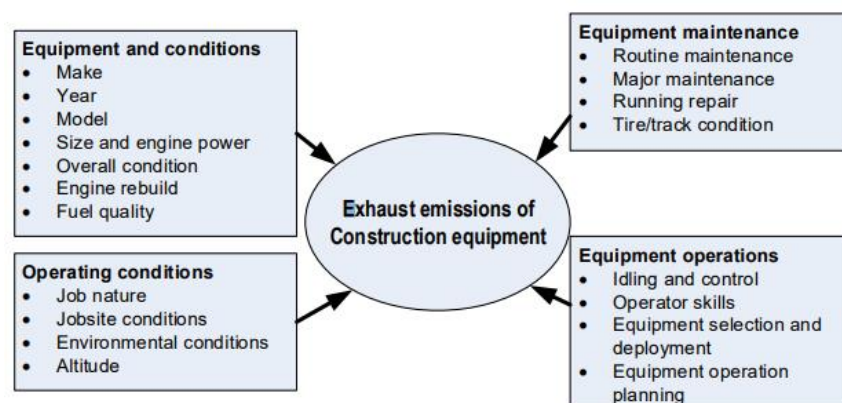 Equipment and conditions
• Make
• Year
• Model
• Size and engine power
• Overall condition
• Engine rebuild
• Fuel quality
Equipment maintenance
• Routine maintenance
• Major maintenance
• Running repair
• Tire/track condition
Exhaust emissions of
Construction equipment
Operating conditions
• Job nature
• Jobsite conditions
• Environmental conditions
• Altitude
Equipment operations
• Idling and control
• Operator skills
• Equipment selection and
deployment
• Equipment operation
planning